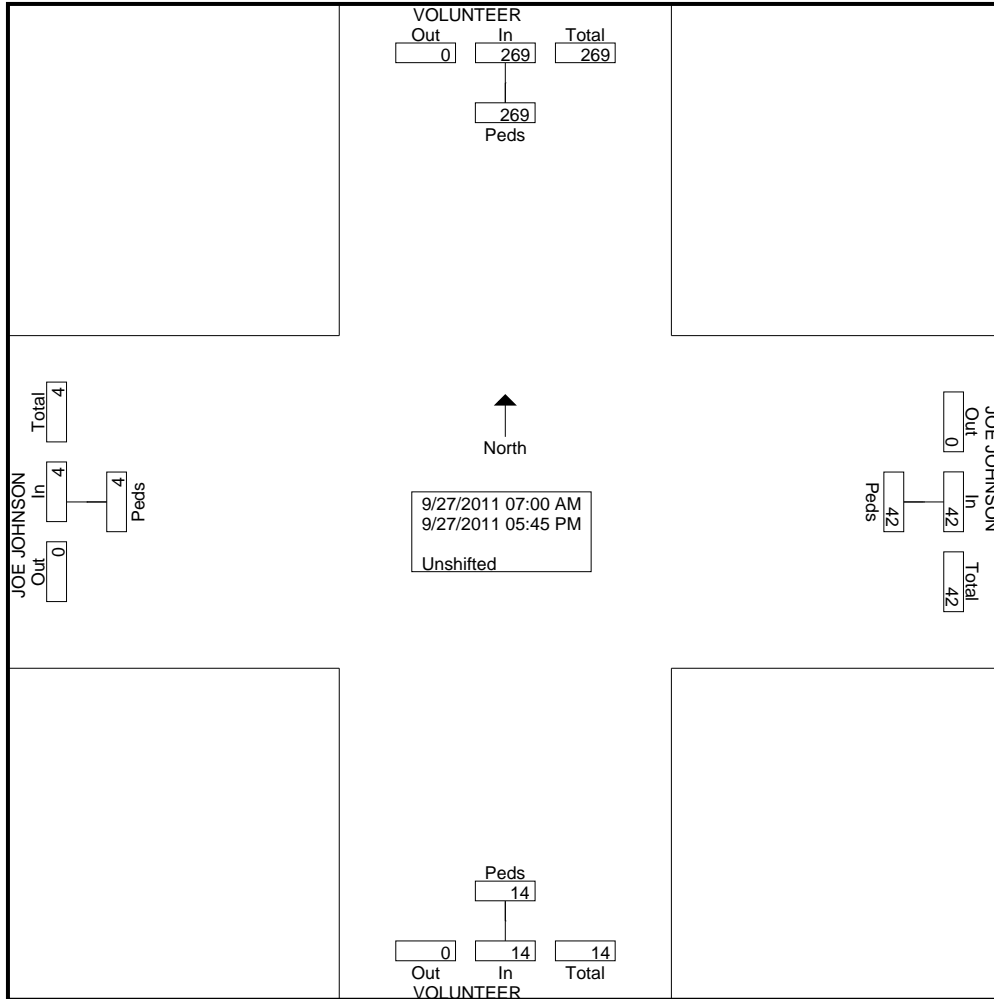 VOLUNTEER
Out In Total
0 269 269
269
Peds
Total
4
In
4
Peds
4
Out
0
JOE JOHNSON
North
9/27/2011 07:00 AM
9/27/2011 05:45 PM
Unshifted
JOE JOHNSON
Out
0
In
42
Peds
42
Total
42
Peds
14
0 14 14
Out In Total
VOLUNTEER